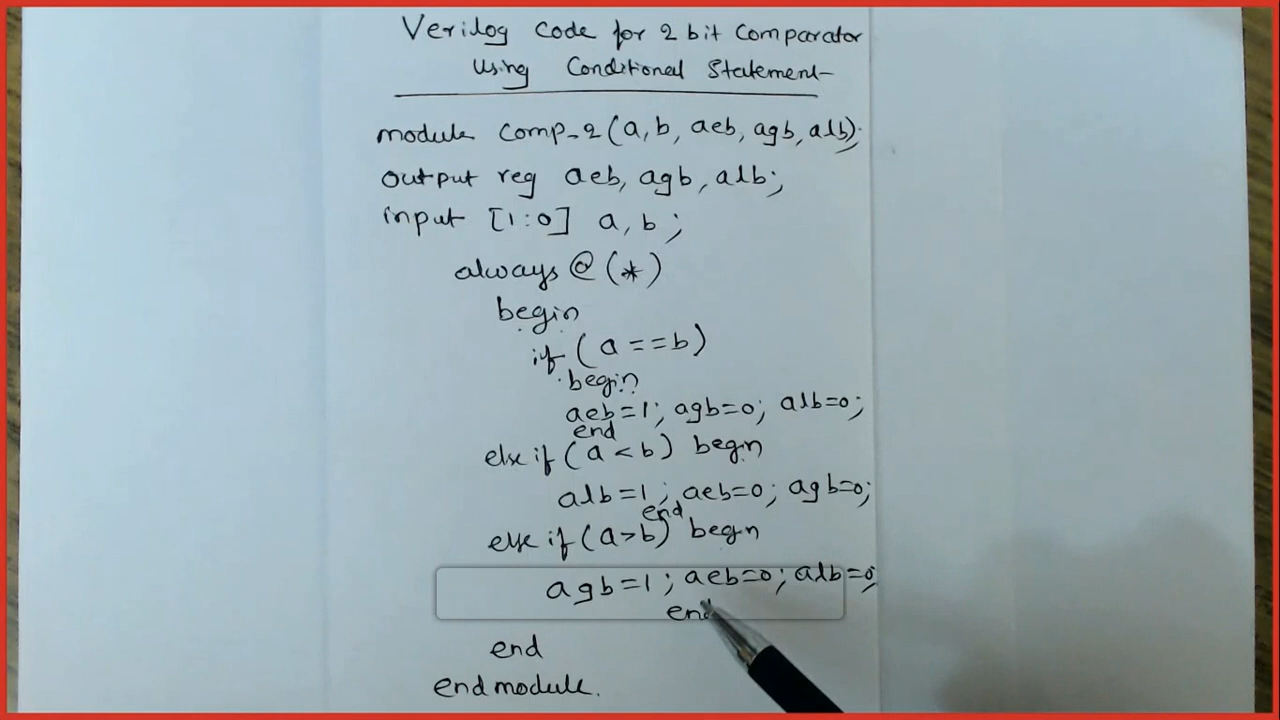 Verilog Code for 2 bit Comparator
Using Conditional Statement
module comp_2(a, b, aeb, agb, alb);
output reg aeb, agb, alb;
input [1:0] a, b;
always @ (*)
begin
if (a==b)
begin
aeb=1; agb=0; alb=0;
end
else if (a<b) begin
alb=1; aeb=0; agb=0;
end
else if (a>b) begin
agb=1; aeb=0; alb=0;
end
end
endmodule.